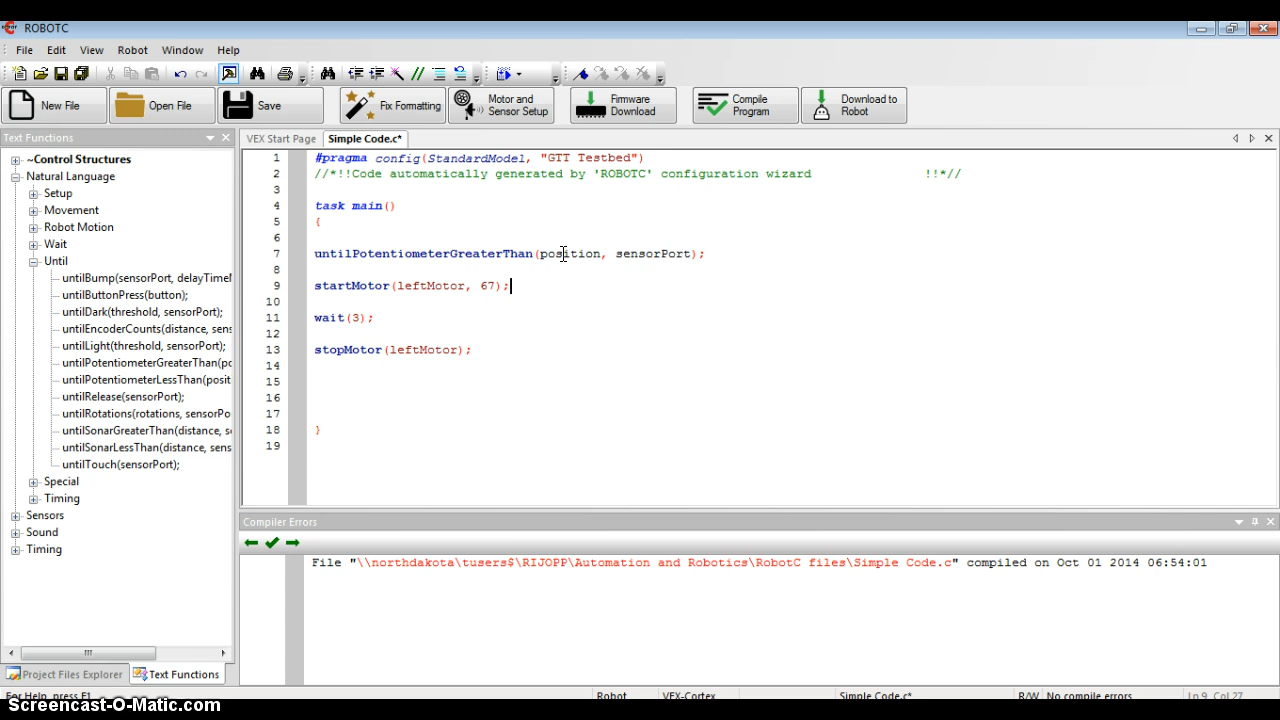 ROBOTC
File Edit View Robot Window Help
New File Open File Save Fix Formatting Motor and Sensor Setup Firmware Download Compile Program Download to Robot
Text Functions
VEX Start Page Simple Code.c*
~Control Structures
Natural Language
Setup
Movement
Robot Motion
Wait
Until
untilBump(sensorPort, delayTimeM
untilButtonPress(button);
untilDark(threshold, sensorPort);
untilEncoderCounts(distance, sens
untilLight(threshold, sensorPort);
untilPotentiometerGreaterThan(po
untilPotentiometerLessThan(posit
untilRelease(sensorPort);
untilRotations(rotations, sensorPo
untilSonarGreaterThan(distance, se
untilSonarLessThan(distance, sens
untilTouch(sensorPort);
Special
Timing
Sensors
Sound
Timing
Project Files Explorer Text Functions
1 #pragma config(StandardModel, "GTT Testbed")
2 //*!!Code automatically generated by 'ROBOTC' configuration wizard !!*//
3
4 task main()
5 {
6
7 untilPotentiometerGreaterThan(position, sensorPort);
8
9 startMotor(leftMotor, 67);
10
11 wait(3);
12
13 stopMotor(leftMotor);
14
15
16
17
18 }
19
Compiler Errors
File "\\northdakota\tusers$\RIJOPP\Automation and Robotics\RobotC files\Simple Code.c" compiled on Oct 01 2014 06:54:01
For Help, press F1 Robot VEX-Cortex Simple Code.c* R/W No compile errors Ln 9, Col 27
Screencast-O-Matic.com